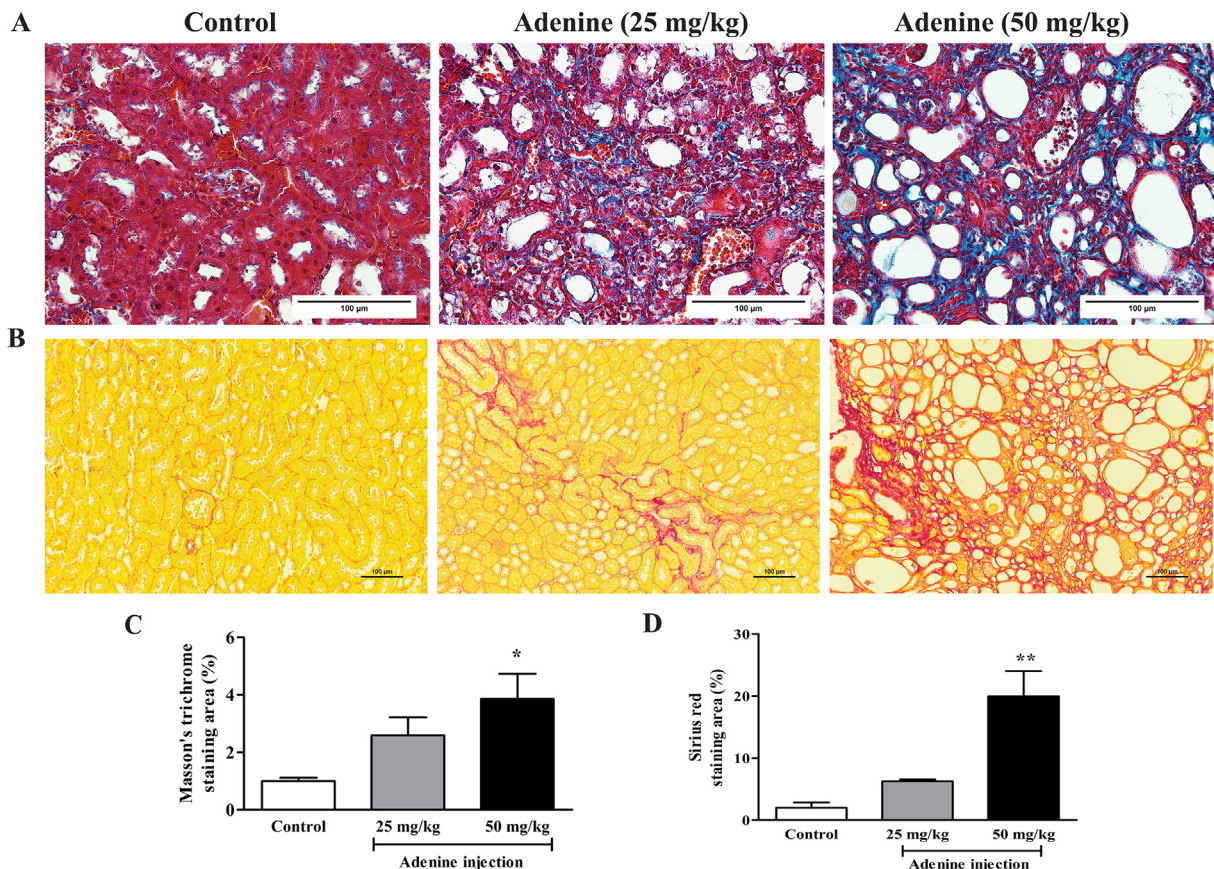 A
Control
Adenine (25 mg/kg)
Adenine (50 mg/kg)
100 µm
100 µm
100 µm
B
100 µm
100 µm
100 µm
C
Masson's trichrome
staining area (%)
6
4
2
0
*
Control
25 mg/kg
50 mg/kg
Adenine injection
D
Sirius red
staining area (%)
30
20
10
0
**
Control
25 mg/kg
50 mg/kg
Adenine injection